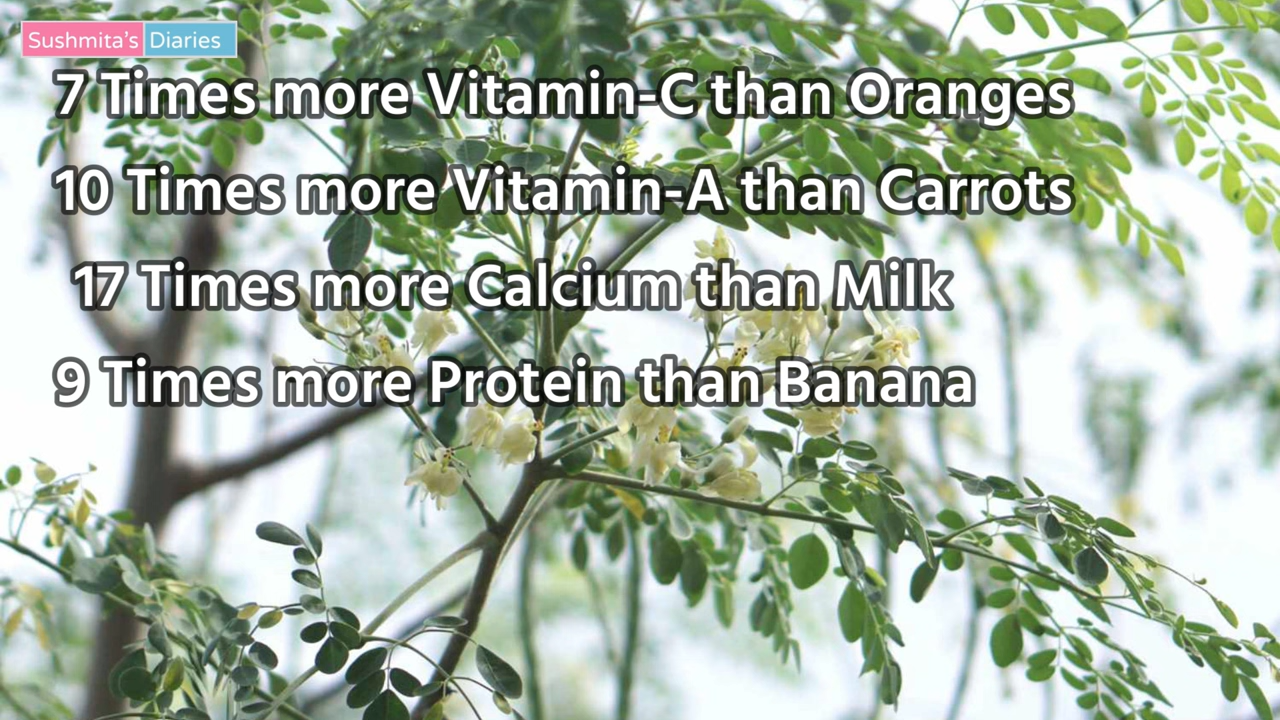 Sushmita's Diaries
7 Times more Vitamin-C than Oranges
10 Times more Vitamin-A than Carrots
17 Times more Calcium than Milk
9 Times more Protein than Banana